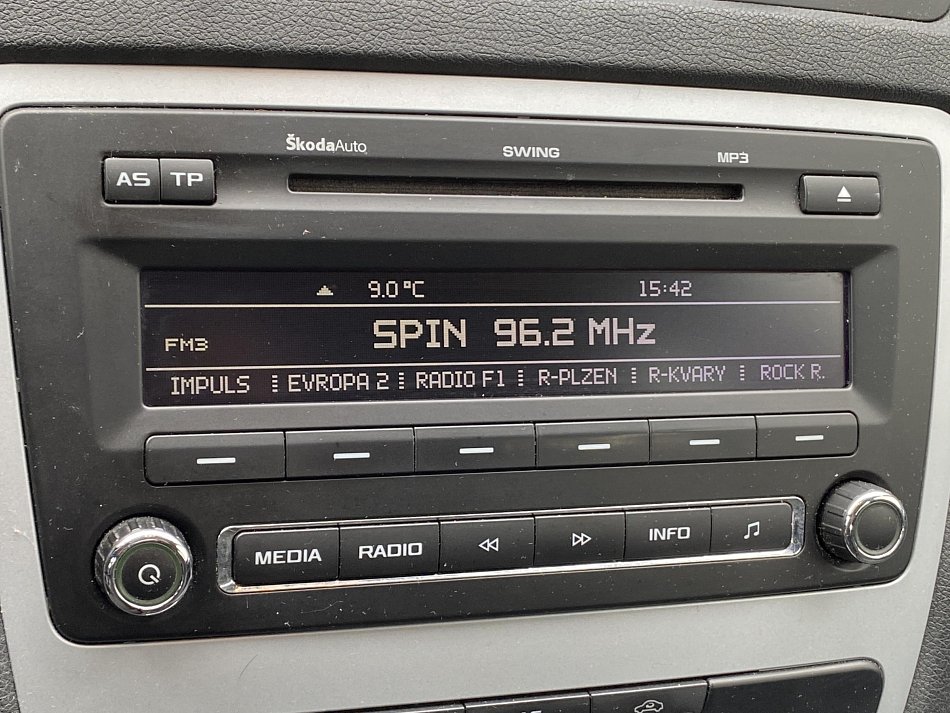 ŠkodaAuto SWING MP3
AS TP
9.0°C 15:42
FM3 SPIN 96.2 MHz
IMPULS EVROPA 2 RADIO F1 R-PLZEN R-KVARY ROCK R.
MEDIA RADIO INFO